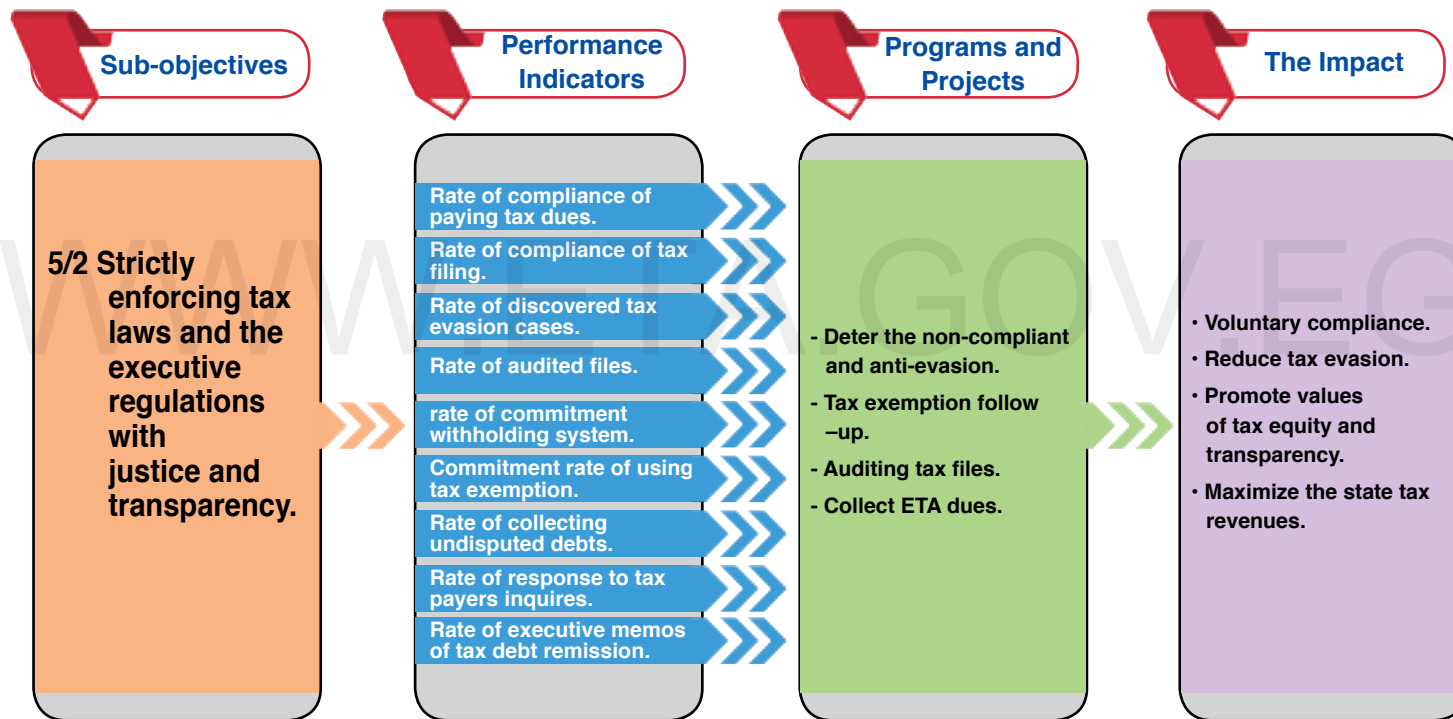 Sub-objectives
Performance
Indicators
Programs and
Projects
The Impact
5/2 Strictly
enforcing tax
laws and the
executive
regulations
with
justice and
transparency.
Rate of compliance of
paying tax dues.
Rate of compliance of tax
filing.
Rate of discovered tax
evasion cases.
Rate of audited files.
rate of commitment
withholding system.
Commitment rate of using
tax exemption.
Rate of collecting
undisputed debts.
Rate of response to tax
payers inquires.
Rate of executive memos
of tax debt remission.
- Deter the non-compliant
and anti-evasion.
- Tax exemption follow
–up.
- Auditing tax files.
- Collect ETA dues.
• Voluntary compliance.
• Reduce tax evasion.
• Promote values
of tax equity and
transparency.
• Maximize the state tax
revenues.
WWW.ETA.GOV.EG